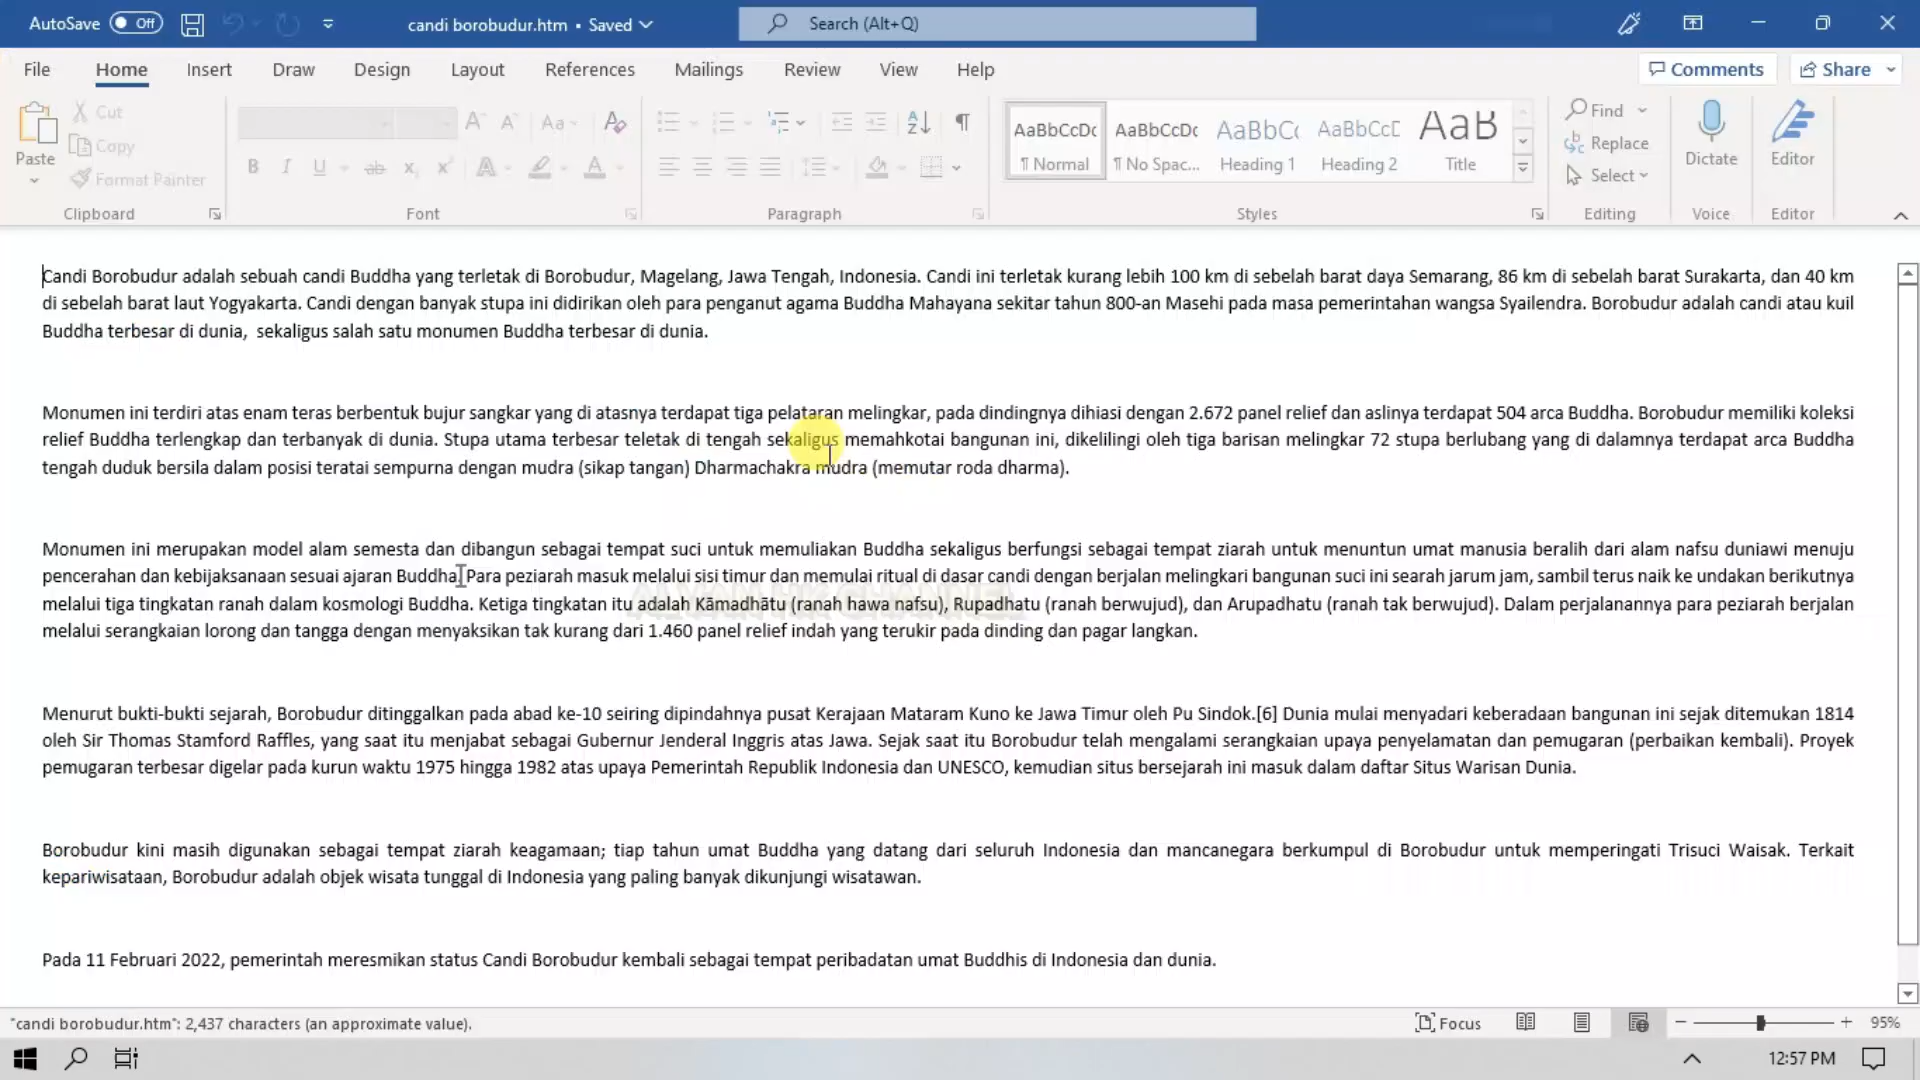 AutoSave Off candi borobudur.htm • Saved Search (Alt+Q)
File Home Insert Draw Design Layout References Mailings Review View Help Comments Share
Paste Cut Copy Format Painter Clipboard
Aa B I U ab x x A A Font
Paragraph
AaBbCcDc ¶ Normal AaBbCcDc ¶ No Spac... AaBbC Heading 1 AaBbCcD Heading 2 AaB Title Styles
Find Replace Select Editing
Dictate Voice
Editor Editor
Candi Borobudur adalah sebuah candi Buddha yang terletak di Borobudur, Magelang, Jawa Tengah, Indonesia. Candi ini terletak kurang lebih 100 km di sebelah barat daya Semarang, 86 km di sebelah barat Surakarta, dan 40 km
di sebelah barat laut Yogyakarta. Candi dengan banyak stupa ini didirikan oleh para penganut agama Buddha Mahayana sekitar tahun 800-an Masehi pada masa pemerintahan wangsa Syailendra. Borobudur adalah candi atau kuil
Buddha terbesar di dunia, sekaligus salah satu monumen Buddha terbesar di dunia.
Monumen ini terdiri atas enam teras berbentuk bujur sangkar yang di atasnya terdapat tiga pelataran melingkar, pada dindingnya dihiasi dengan 2.672 panel relief dan aslinya terdapat 504 arca Buddha. Borobudur memiliki koleksi
relief Buddha terlengkap dan terbanyak di dunia. Stupa utama terbesar teletak di tengah sekaligus memahkotai bangunan ini, dikelilingi oleh tiga barisan melingkar 72 stupa berlubang yang di dalamnya terdapat arca Buddha
tengah duduk bersila dalam posisi teratai sempurna dengan mudra (sikap tangan) Dharmachakra mudra (memutar roda dharma).
Monumen ini merupakan model alam semesta dan dibangun sebagai tempat suci untuk memuliakan Buddha sekaligus berfungsi sebagai tempat ziarah untuk menuntun umat manusia beralih dari alam nafsu duniawi menuju
pencerahan dan kebijaksanaan sesuai ajaran Buddha. Para peziarah masuk melalui sisi timur dan memulai ritual di dasar candi dengan berjalan melingkari bangunan suci ini searah jarum jam, sambil terus naik ke undakan berikutnya
melalui tiga tingkatan ranah dalam kosmologi Buddha. Ketiga tingkatan itu adalah Kāmadhātu (ranah hawa nafsu), Rupadhatu (ranah berwujud), dan Arupadhatu (ranah tak berwujud). Dalam perjalanannya para peziarah berjalan
melalui serangkaian lorong dan tangga dengan menyaksikan tak kurang dari 1.460 panel relief indah yang terukir pada dinding dan pagar langkan.
Menurut bukti-bukti sejarah, Borobudur ditinggalkan pada abad ke-10 seiring dipindahnya pusat Kerajaan Mataram Kuno ke Jawa Timur oleh Pu Sindok.[6] Dunia mulai menyadari keberadaan bangunan ini sejak ditemukan 1814
oleh Sir Thomas Stamford Raffles, yang saat itu menjabat sebagai Gubernur Jenderal Inggris atas Jawa. Sejak saat itu Borobudur telah mengalami serangkaian upaya penyelamatan dan pemugaran (perbaikan kembali). Proyek
pemugaran terbesar digelar pada kurun waktu 1975 hingga 1982 atas upaya Pemerintah Republik Indonesia dan UNESCO, kemudian situs bersejarah ini masuk dalam daftar Situs Warisan Dunia.
Borobudur kini masih digunakan sebagai tempat ziarah keagamaan; tiap tahun umat Buddha yang datang dari seluruh Indonesia dan mancanegara berkumpul di Borobudur untuk memperingati Trisuci Waisak. Terkait
kepariwisataan, Borobudur adalah objek wisata tunggal di Indonesia yang paling banyak dikunjungi wisatawan.
Pada 11 Februari 2022, pemerintah meresmikan status Candi Borobudur kembali sebagai tempat peribadatan umat Buddhis di Indonesia dan dunia.
"candi borobudur.htm": 2,437 characters (an approximate value). Focus 95%
12:57 PM